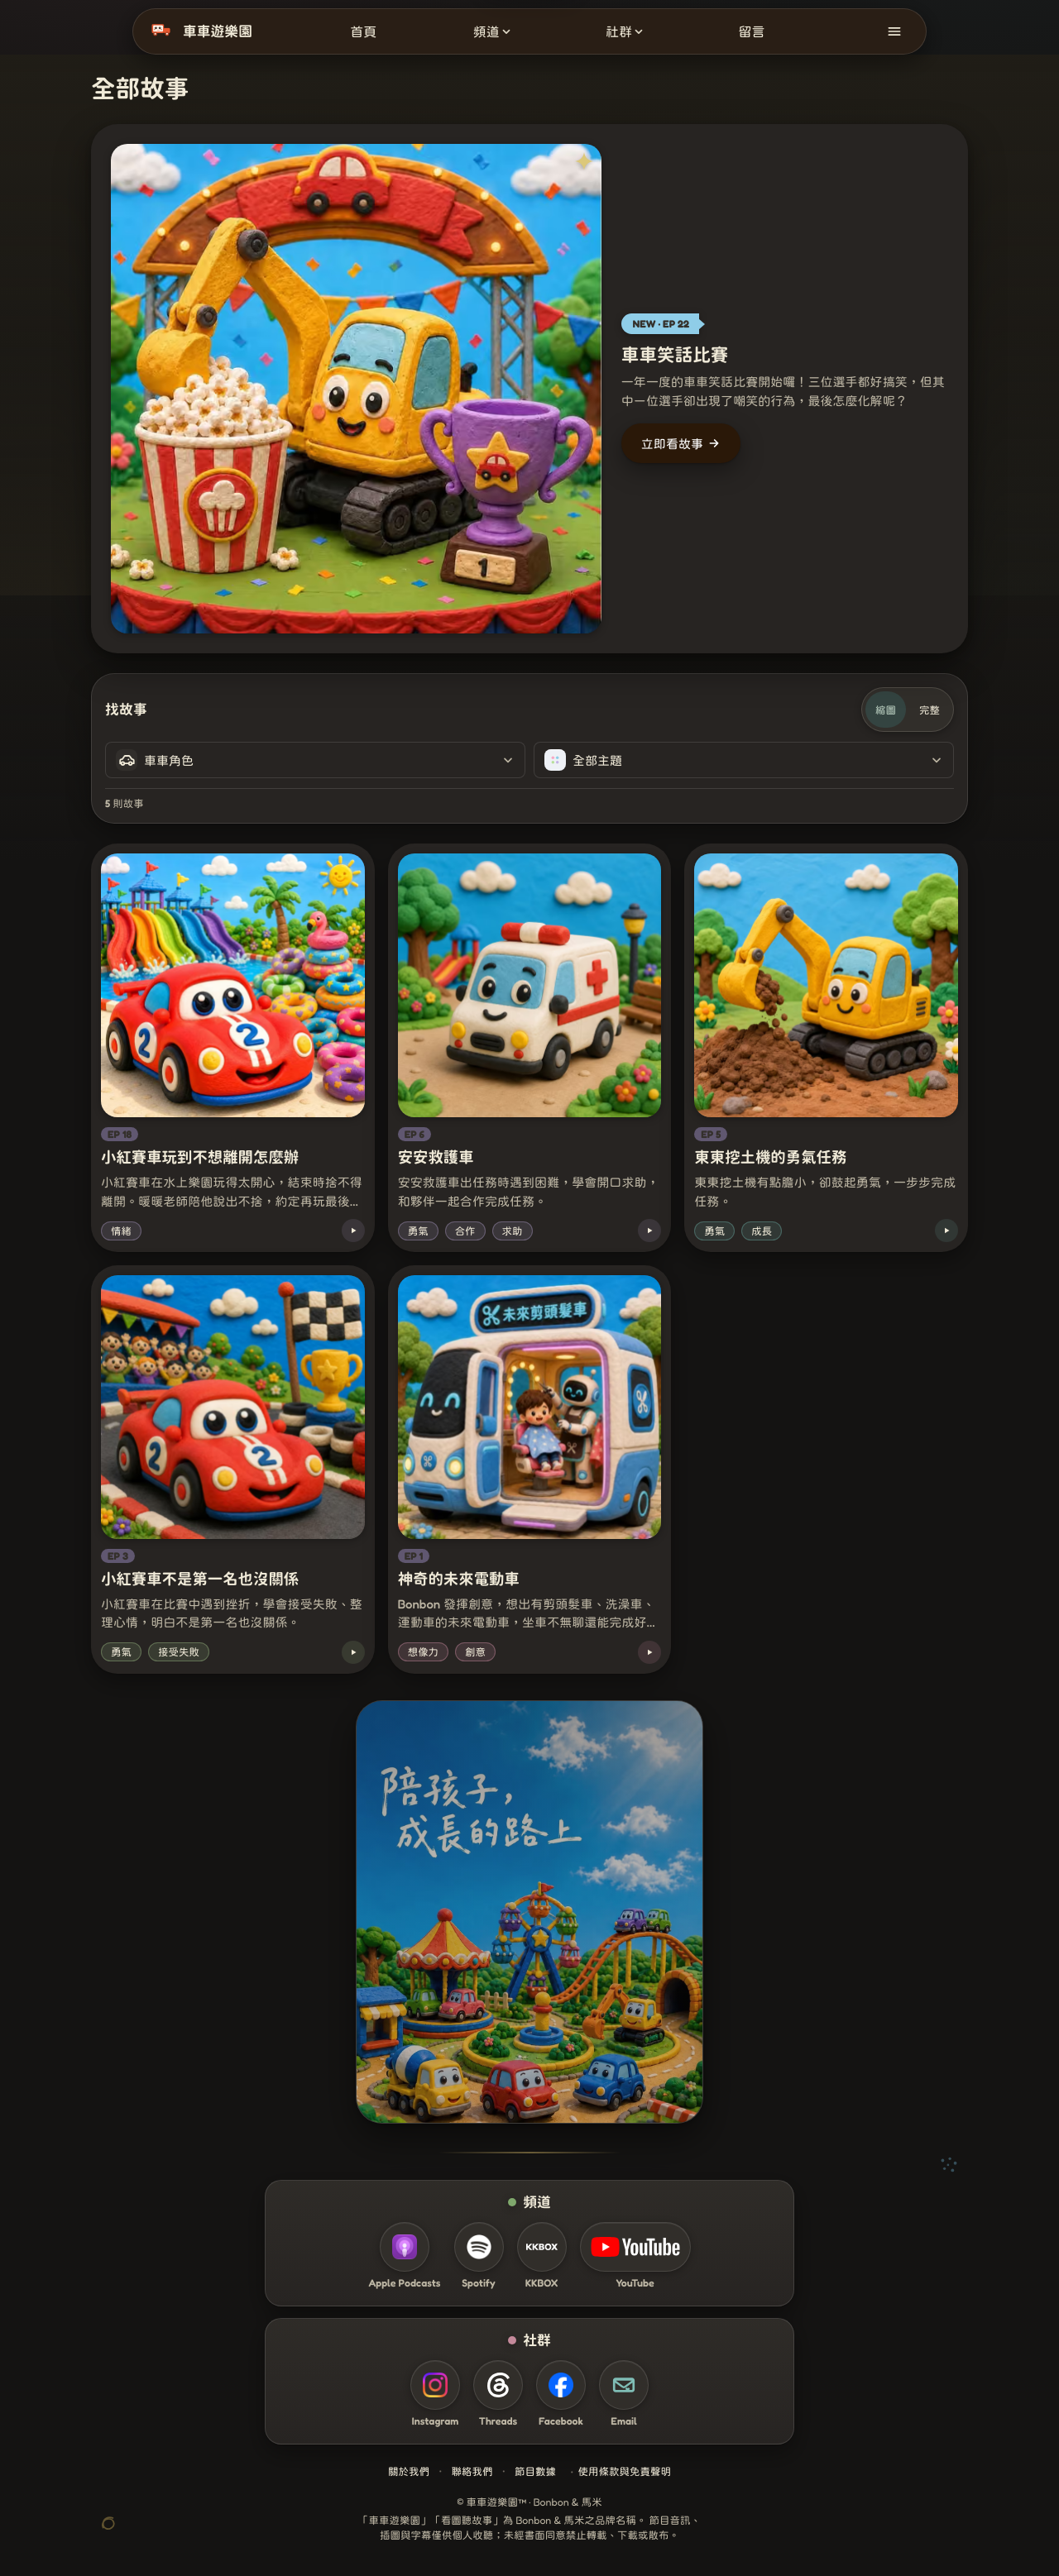 車車遊樂園
首頁
頻道
社群
留言
全部故事
NEW · EP 22
車車笑話比賽
一年一度的車車笑話比賽開始囉！三位選手都好搞笑，但其
中一位選手卻出現了嘲笑的行為，最後怎麼化解呢？
立即看故事 →
1
找故事
縮圖
完整
車車角色
全部主題
5 則故事
2
2
EP 18
小紅賽車玩到不想離開怎麼辦
小紅賽車在水上樂園玩得太開心，結束時捨不得
離開。暖暖老師陪他說出不捨，約定再玩最後…
情緒
EP 6
安安救護車
安安救護車出任務時遇到困難，學會開口求助，
和夥伴一起合作完成任務。
勇氣
合作
求助
EP 5
東東挖土機的勇氣任務
東東挖土機有點膽小，卻鼓起勇氣，一步步完成
任務。
勇氣
成長
2
2
EP 3
小紅賽車不是第一名也沒關係
小紅賽車在比賽中遇到挫折，學會接受失敗、整
理心情，明白不是第一名也沒關係。
勇氣
接受失敗
未來剪頭髮車
EP 1
神奇的未來電動車
Bonbon 發揮創意，想出有剪頭髮車、洗澡車、
運動車的未來電動車，坐車不無聊還能完成好…
想像力
創意
陪孩子，
成長的路上
頻道
KKBOX
YouTube
Apple Podcasts
Spotify
KKBOX
YouTube
社群
Instagram
Threads
Facebook
Email
關於我們 · 聯絡我們 · 節目數據 · 使用條款與免責聲明
© 車車遊樂園™ · Bonbon & 馬米
「車車遊樂園」「看圖聽故事」為 Bonbon & 馬米之品牌名稱。 節目音訊、
插圖與字幕僅供個人收聽；未經書面同意禁止轉載、下載或散布。